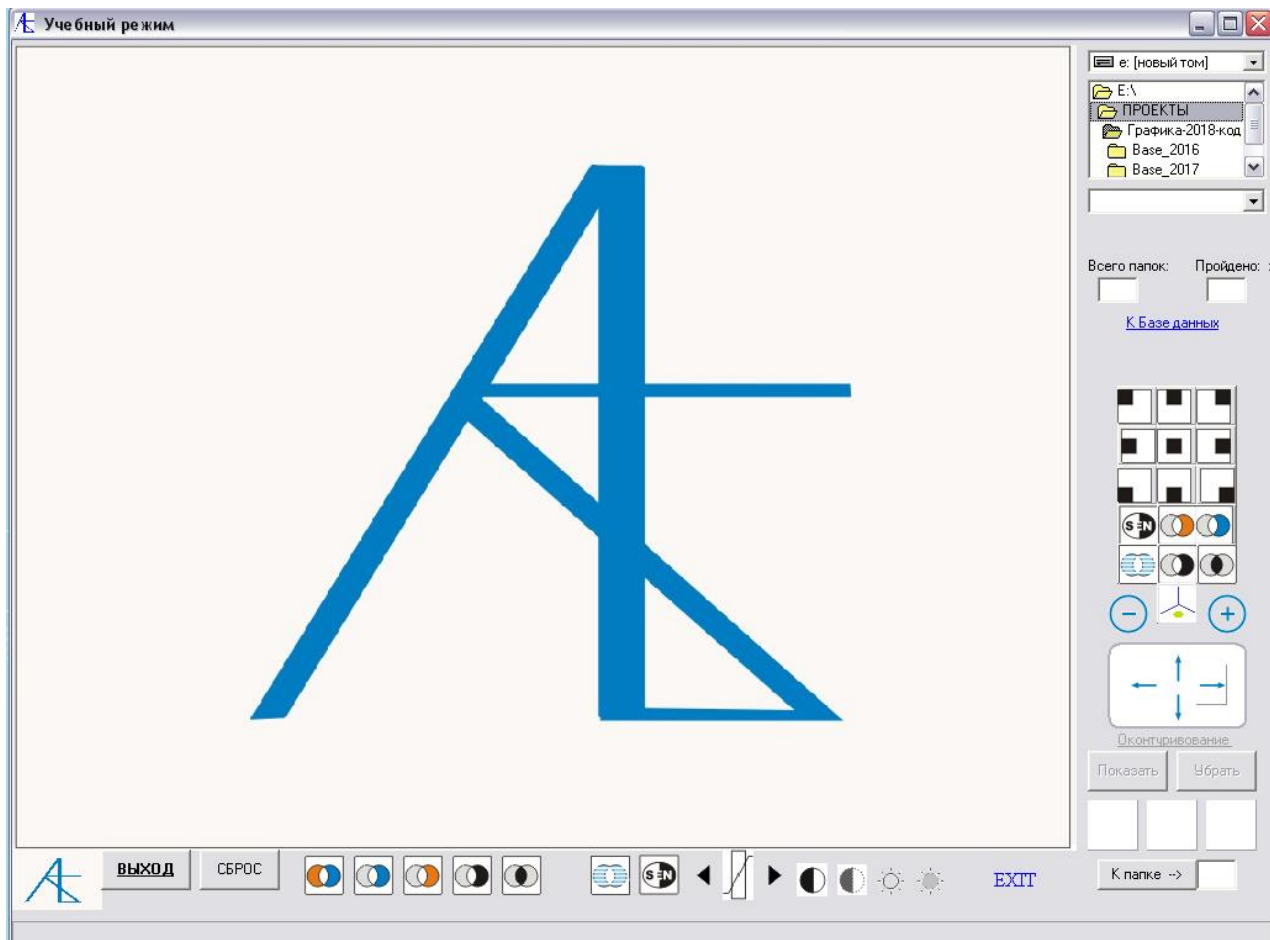 Учебный режим
e: [новый том]
E:\
ПРОЕКТЫ
Графика-2018-код
Base_2016
Base_2017
Всего папок: Пройдено:
К Базе данных
SEN
Оконтуривование
Показать Убрать
ВЫХОД СБРОС SEN EXIT К папке -->